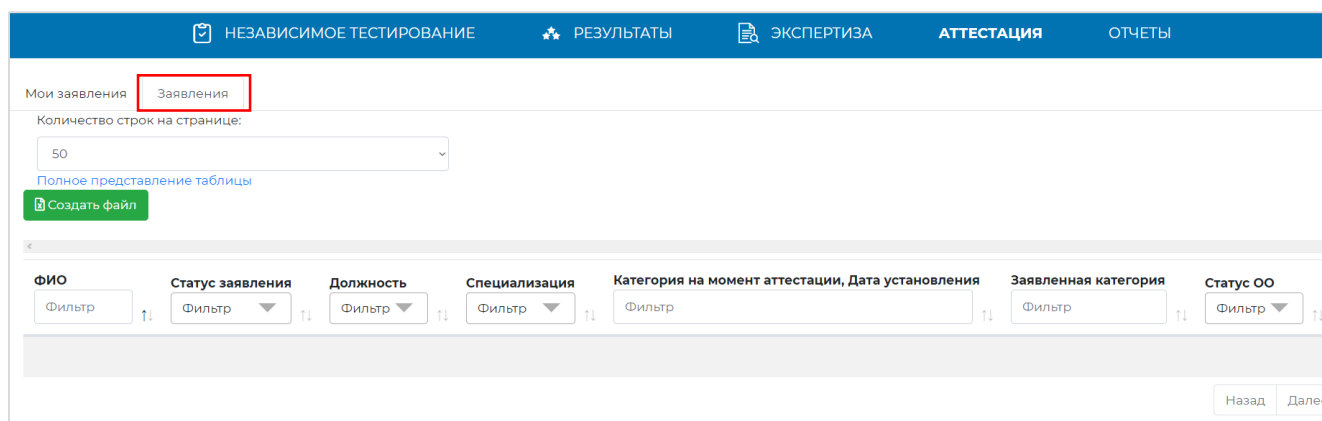 НЕЗАВИСИМОЕ ТЕСТИРОВАНИЕ РЕЗУЛЬТАТЫ ЭКСПЕРТИЗА АТТЕСТАЦИЯ ОТЧЕТЫ
Мои заявления Заявления
Количество строк на странице:
50
Полное представление таблицы
Создать файл
ФИО Статус заявления Должность Специализация Категория на момент аттестации, Дата установления Заявленная категория Статус ОО
Фильтр Фильтр Фильтр Фильтр Фильтр Фильтр Фильтр
Назад Дале